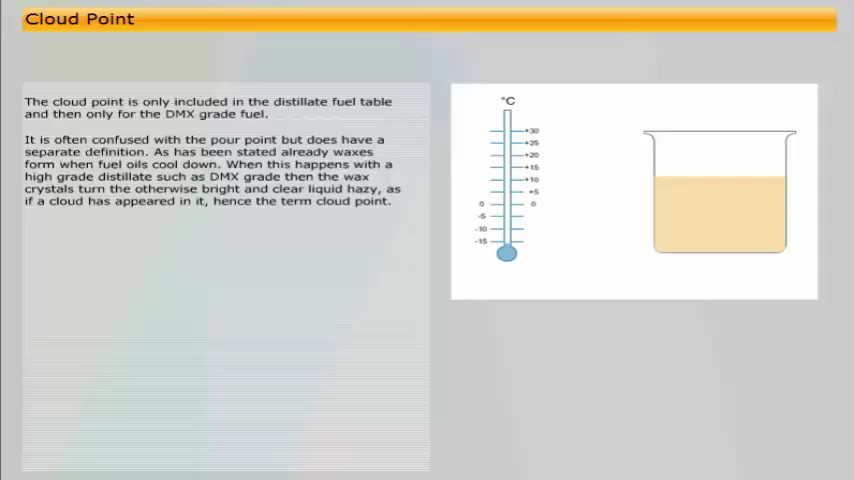 Cloud Point
The cloud point is only included in the distillate fuel table
and then only for the DMX grade fuel.
It is often confused with the pour point but does have a
separate definition. As has been stated already waxes
form when fuel oils cool down. When this happens with a
high grade distillate such as DMX grade then the wax
crystals turn the otherwise bright and clear liquid hazy, as
if a cloud has appeared in it, hence the term cloud point.
°C
+30
+25
+20
+15
+10
+5
0 0
-5
-10
-15